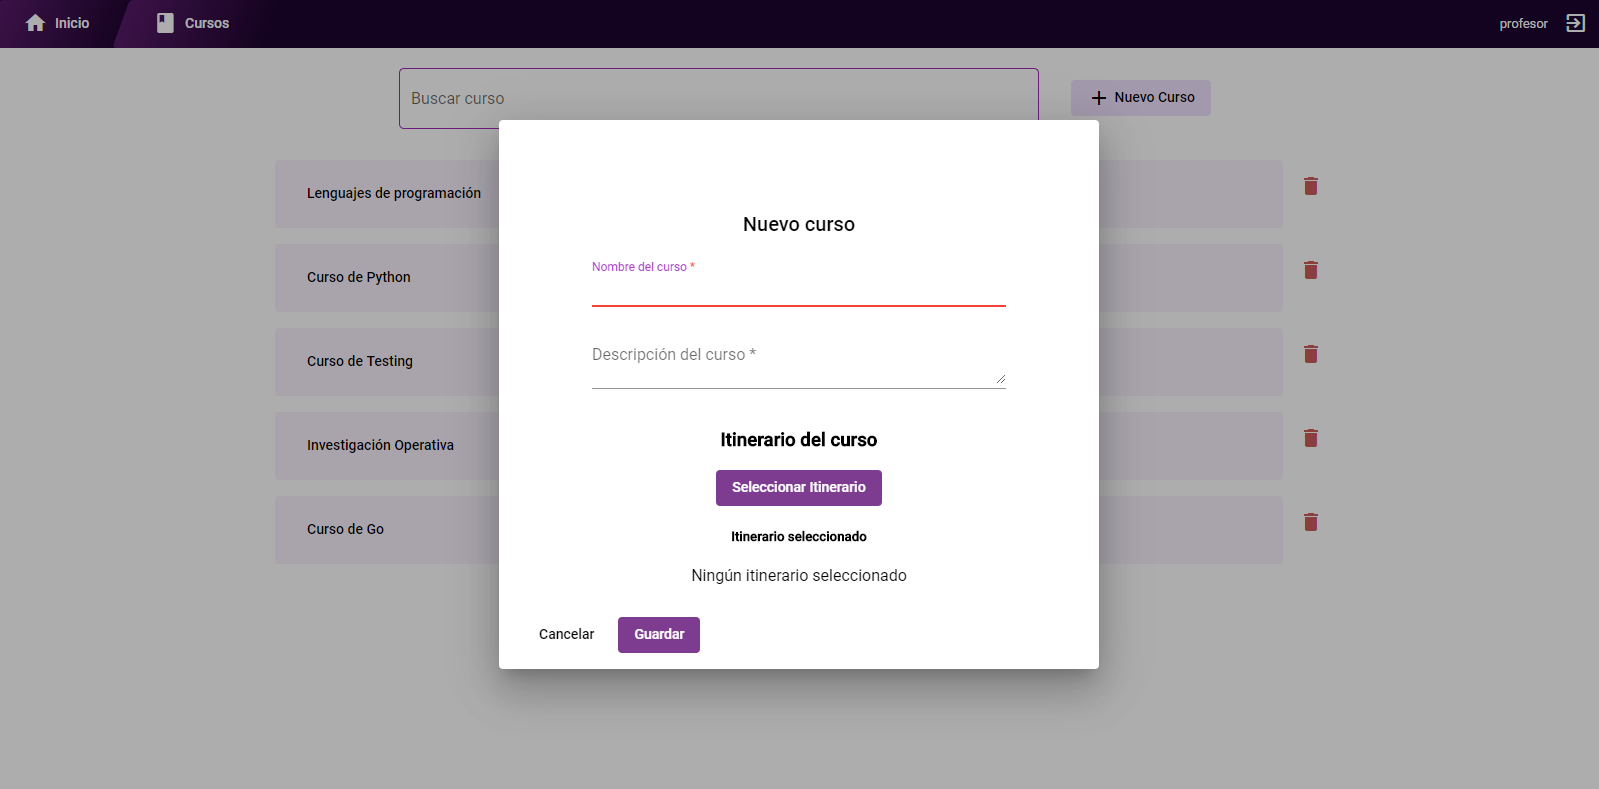 Inicio
Cursos
profesor
Buscar curso
Nuevo Curso
Lenguajes de programación
Curso de Python
Curso de Testing
Investigación Operativa
Curso de Go
Nuevo curso
Nombre del curso *
Descripción del curso *
Itinerario del curso
Seleccionar Itinerario
Itinerario seleccionado
Ningún itinerario seleccionado
Cancelar
Guardar